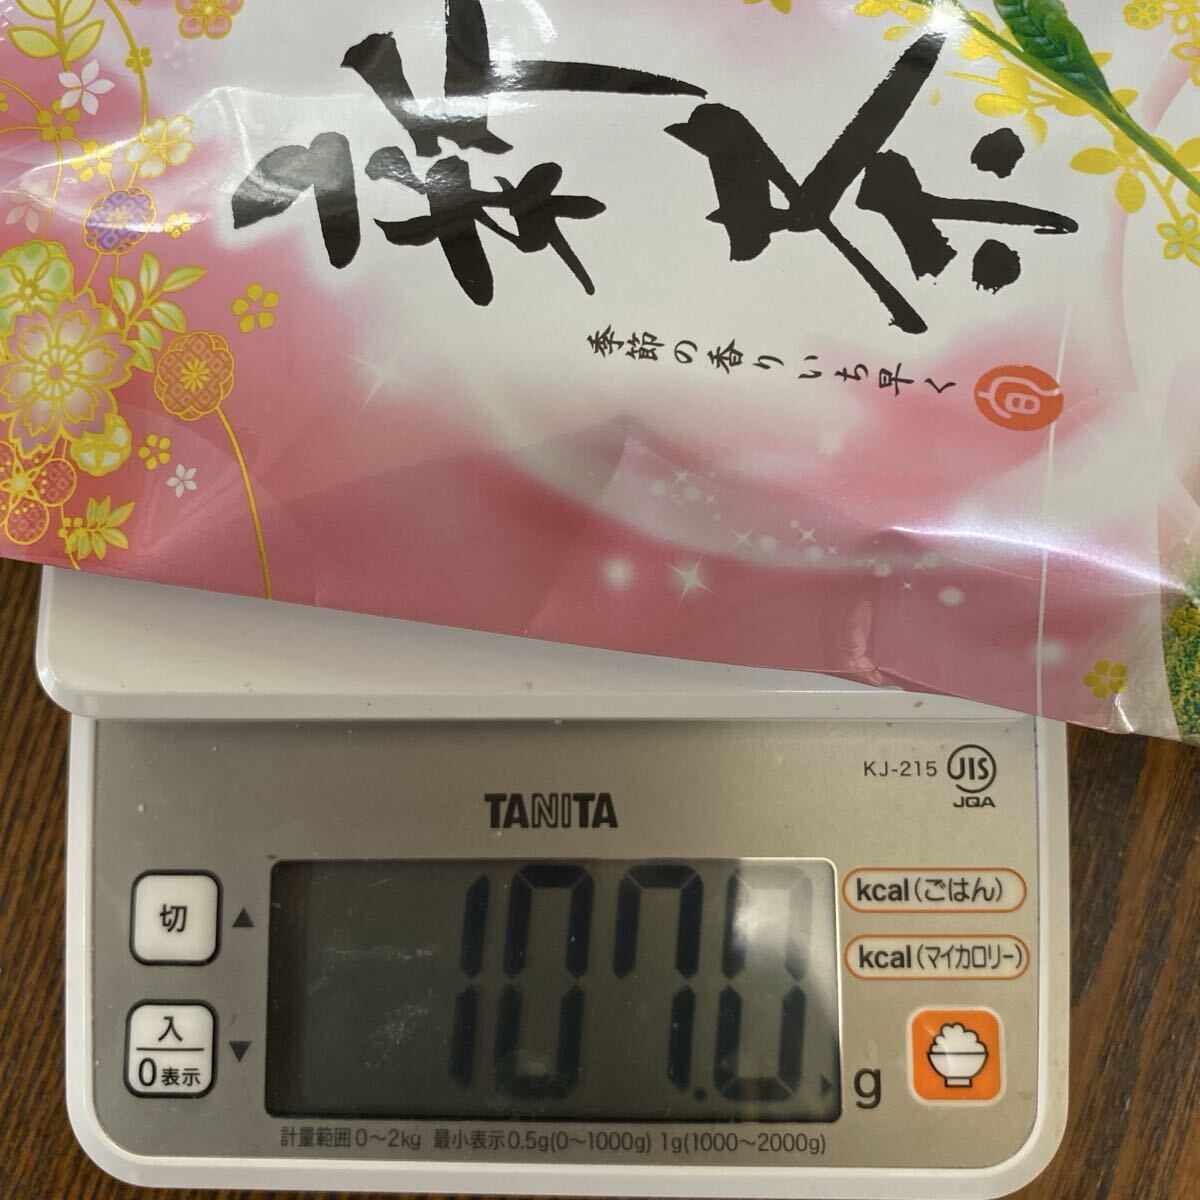 新茶
季節の香りいち早く
旬
KJ-215
JIS
JQA
TANITA
切
入
0表示
107.0
g
kcal(ごはん)
kcal(マイカロリー)
計量範囲0～2kg 最小表示0.5g(0～1000g) 1g(1000～2000g)